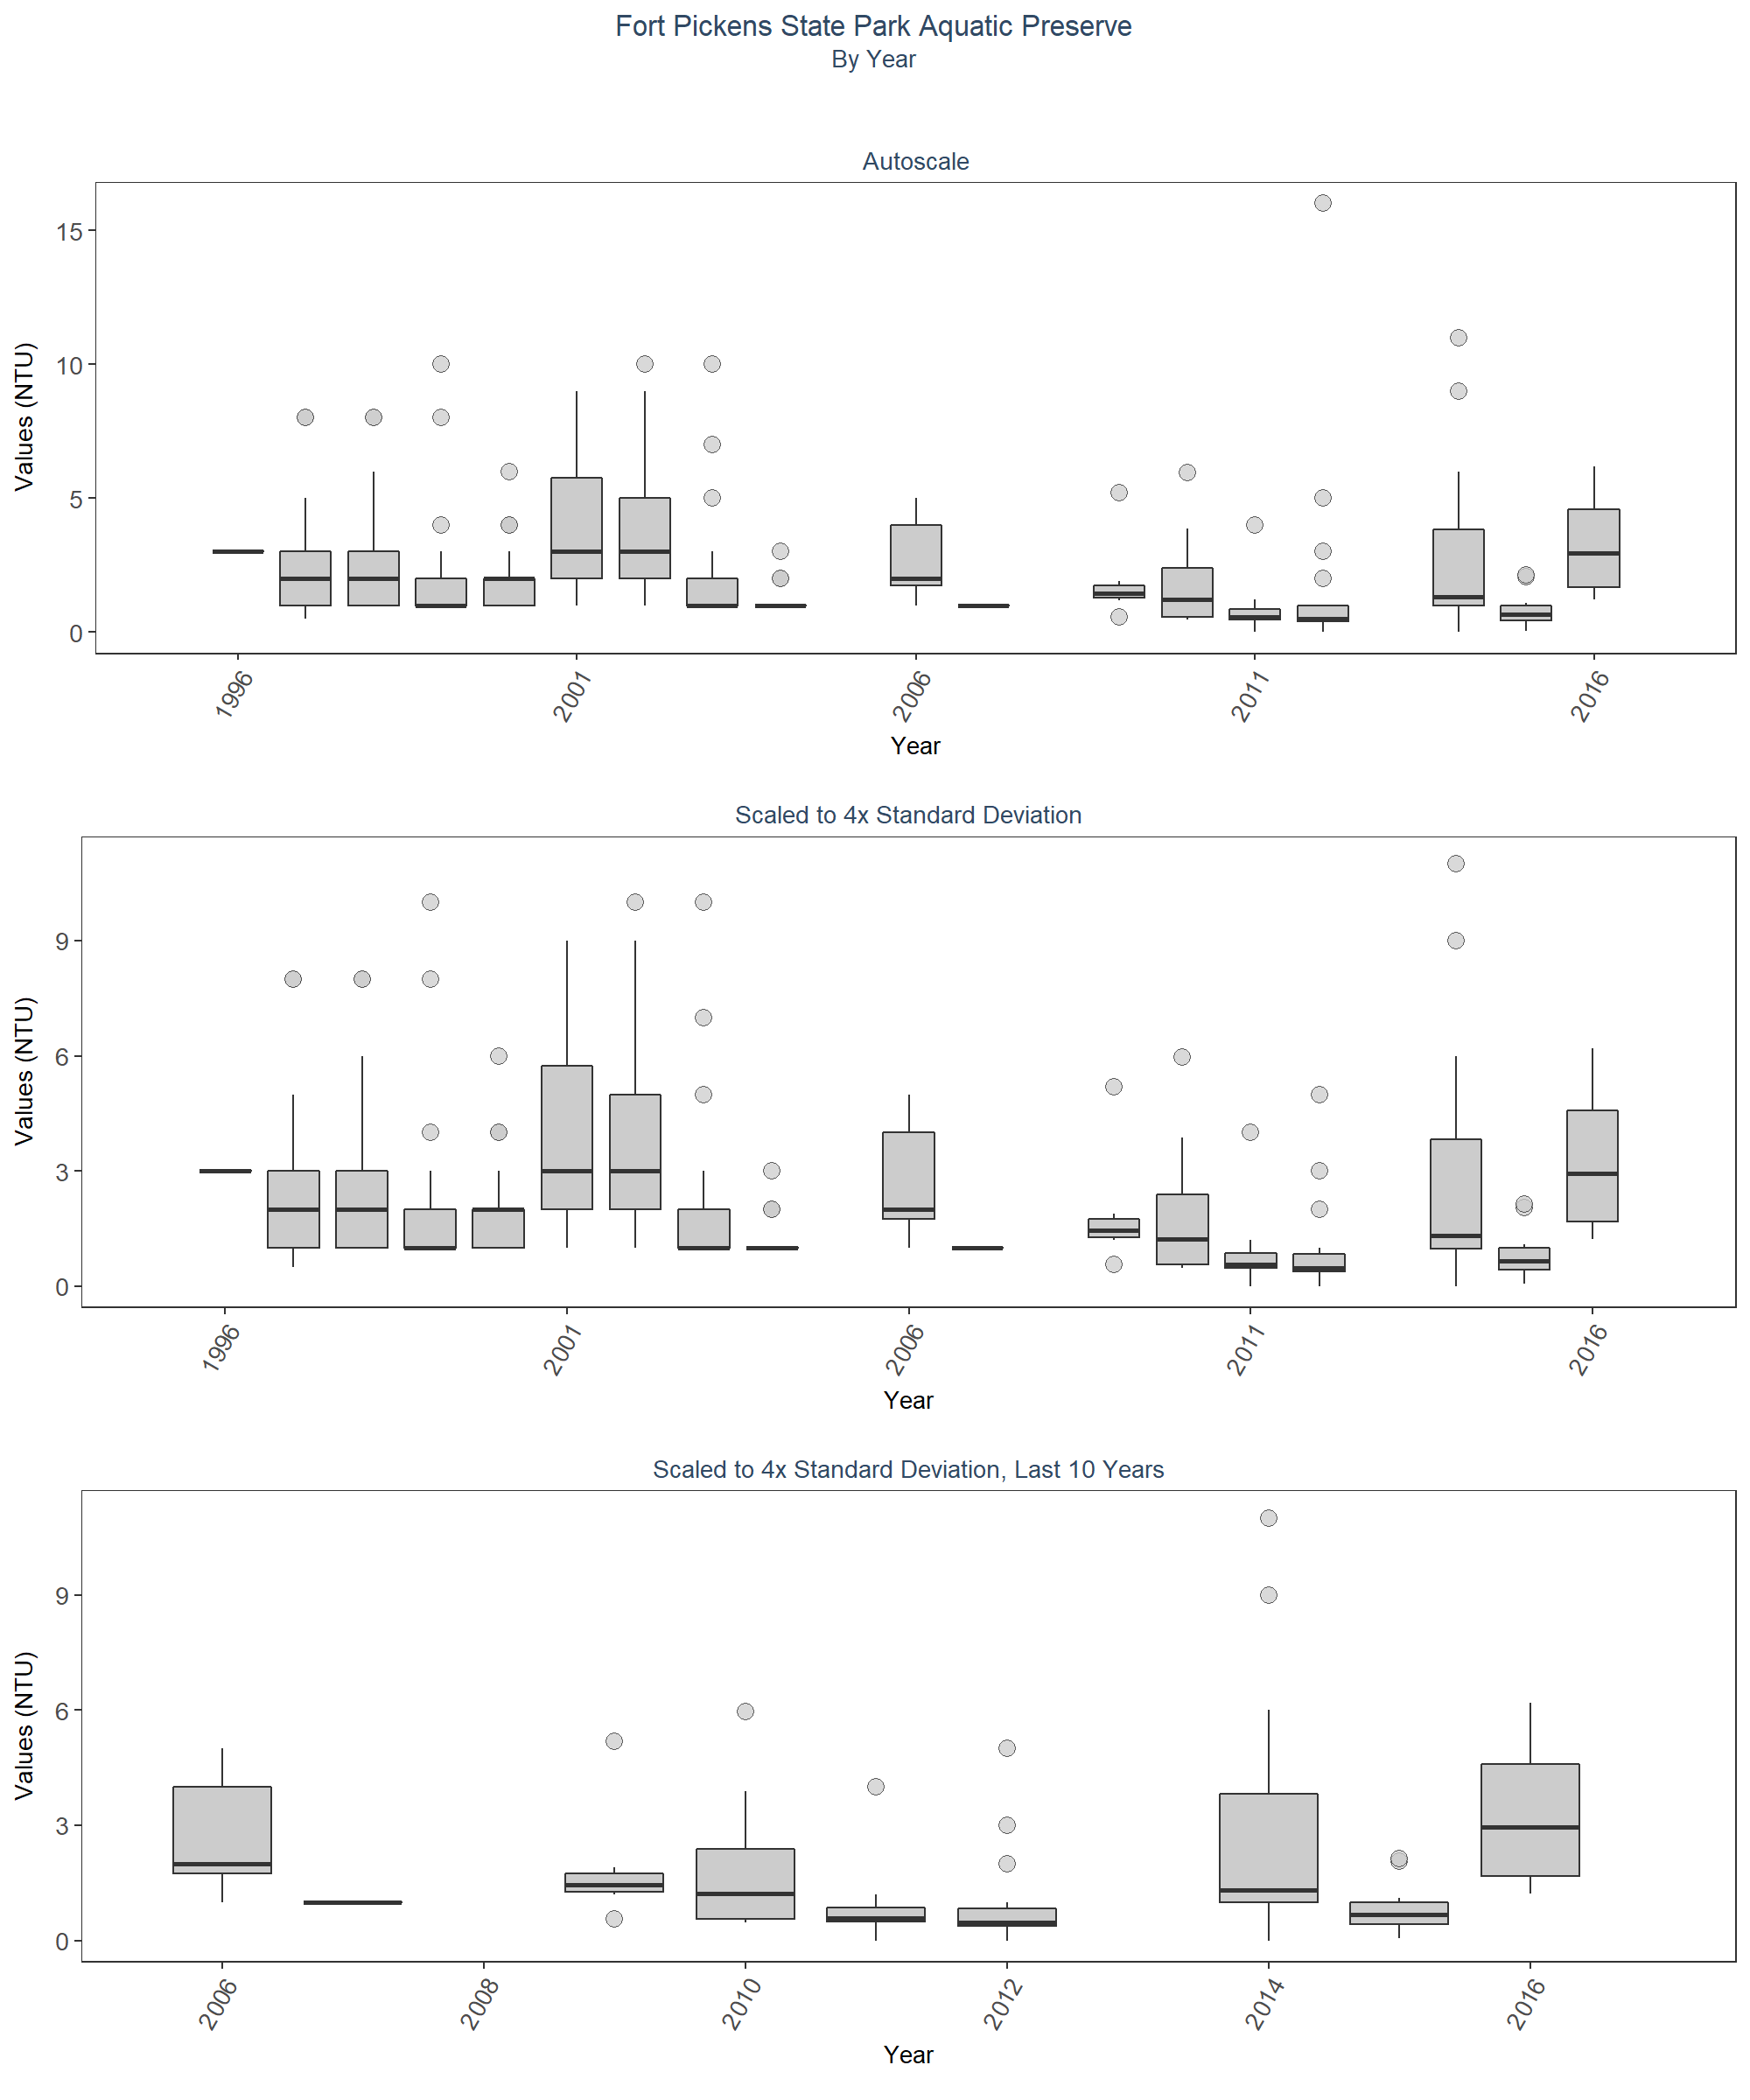 Fort Pickens State Park Aquatic Preserve
By Year
Autoscale
Values (NTU)
15
10
5
0
1996
2001
2006
2011
2016
Year
Scaled to 4x Standard Deviation
Values (NTU)
9
6
3
0
1996
2001
2006
2011
2016
Year
Scaled to 4x Standard Deviation, Last 10 Years
Values (NTU)
9
6
3
0
2006
2008
2010
2012
2014
2016
Year